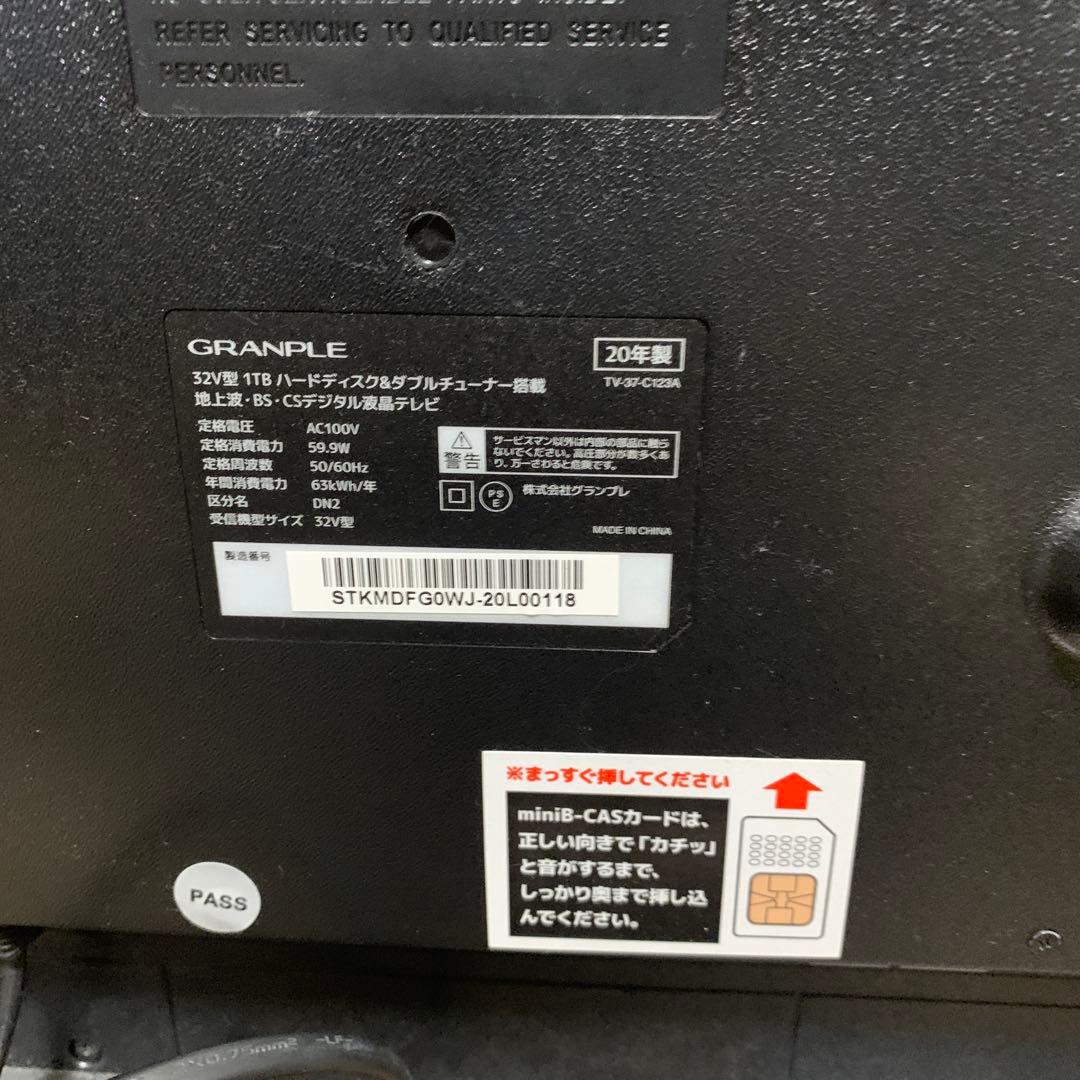 REFER SERVICING TO QUALIFIED SERVICE
PERSONNEL.
GRANPLE
20年製
TV-37-C123A
32V型 1TB ハードディスク&ダブルチューナー搭載
地上波・BS・CSデジタル液晶テレビ
定格電圧 AC100V
定格消費電力 59.9W
定格周波数 50/60Hz
年間消費電力 63kWh/年
区分名 DN2
受信機型サイズ 32V型
警告
サービスマン以外は内部の部品に触ら
ないでください。高圧部分が数多くあ
り、万一さわると危険です。
PS
E
株式会社グランプレ
MADE IN CHINA
製造番号
STKMDFG0WJ-20L00118
※まっすぐ挿してください
miniB-CASカードは、
正しい向きで「カチッ」
と音がするまで、
しっかり奥まで挿し込
んでください。
PASS
0.75mm² -LF-